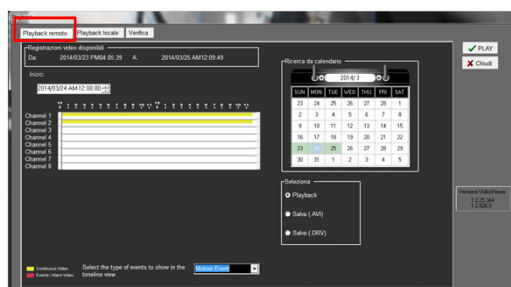 Playback remoto Playback locale Verifica
Registrazioni video disponibili
Da: 2014/03/23 PM04:05:39 A: 2014/03/25 AM12:09:49
Inizio:
2014/03/24 AM 12:00:00
Channel 1
Channel 2
Channel 3
Channel 4
Channel 5
Channel 6
Channel 7
Channel 8
Continuous Video
Events / Alarm Video
Select the type of events to show in the
timeline view
Motion Event
Ricerca da calendario
2014/3
SUN MON TUE WED THU FRI SAT
23 24 25 26 27 28 1
2 3 4 5 6 7 8
9 10 11 12 13 14 15
16 17 18 19 20 21 22
23 24 25 26 27 28 29
30 31 1 2 3 4 5
Seleziona
Playback
Salva (.AVI)
Salva (.DRV)
PLAY
Chiudi
Versione VideoViewer